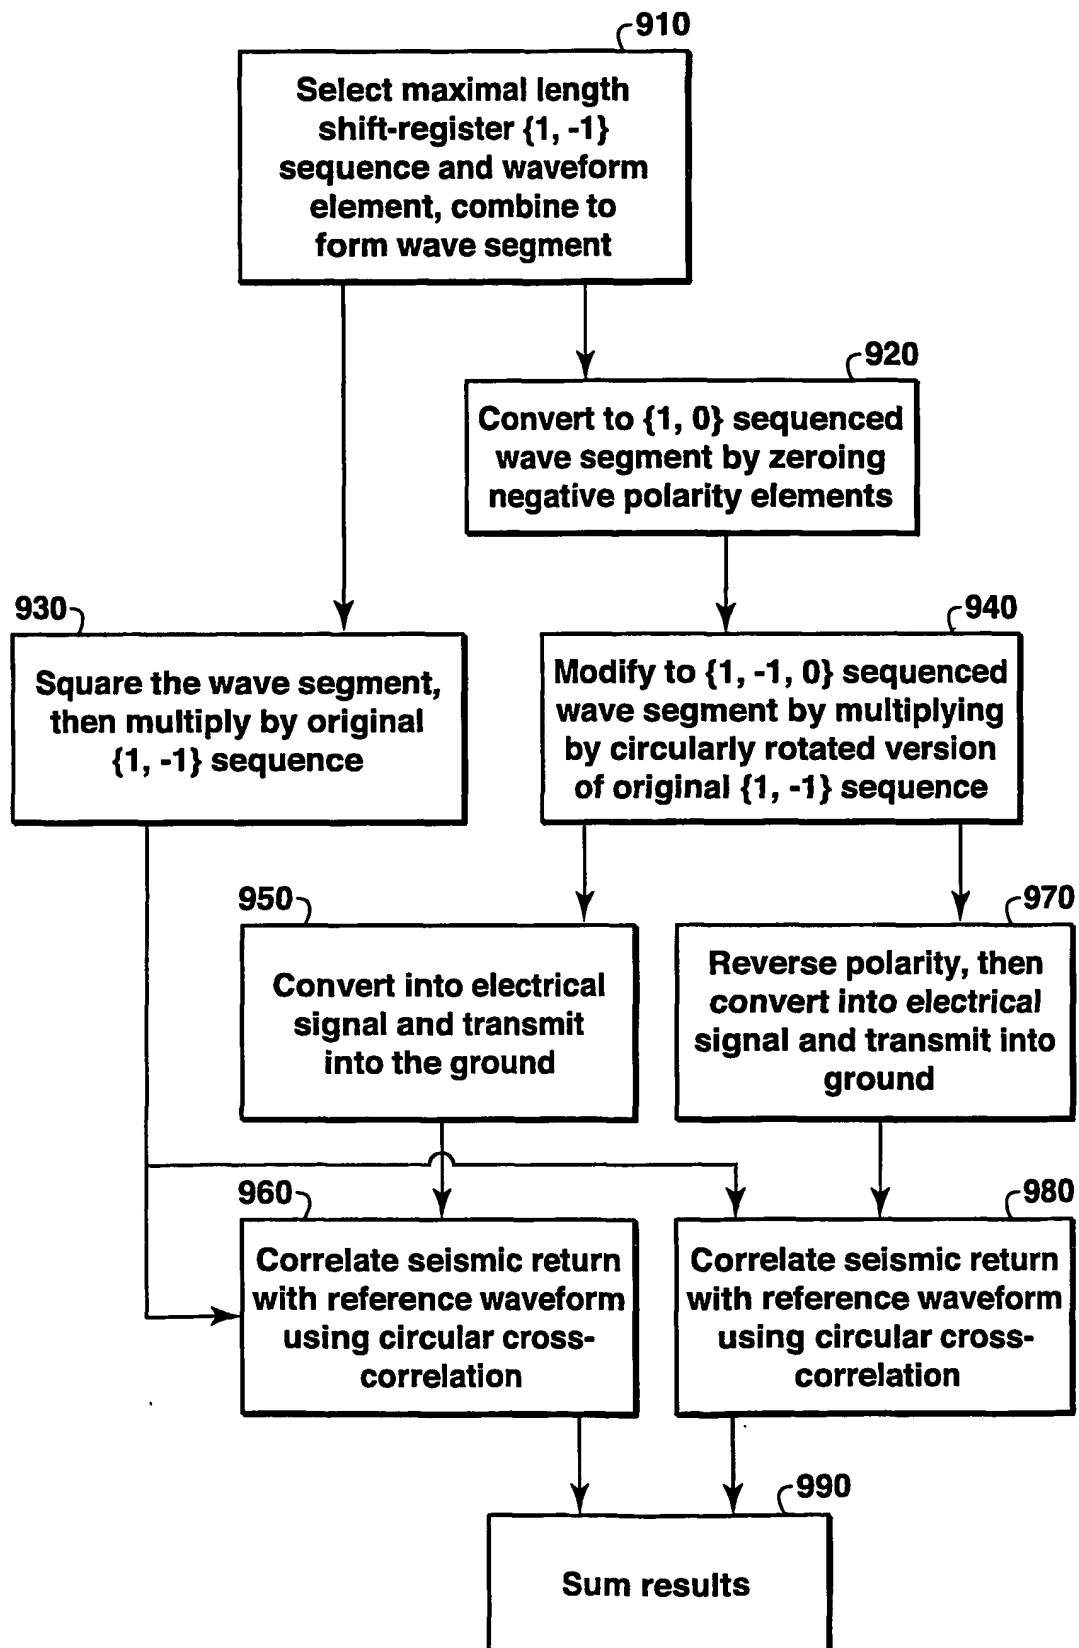 910
Select maximal length
shift-register {1, -1}
sequence and waveform
element, combine to
form wave segment
920
Convert to {1, 0} sequenced
wave segment by zeroing
negative polarity elements
930
Square the wave segment,
then multiply by original
{1, -1} sequence
940
Modify to {1, -1, 0} sequenced
wave segment by multiplying
by circularly rotated version
of original {1, -1} sequence
950
Convert into electrical
signal and transmit
into the ground
970
Reverse polarity, then
convert into electrical
signal and transmit into
ground
960
Correlate seismic return
with reference waveform
using circular cross-
correlation
980
Correlate seismic return
with reference waveform
using circular cross-
correlation
990
Sum results